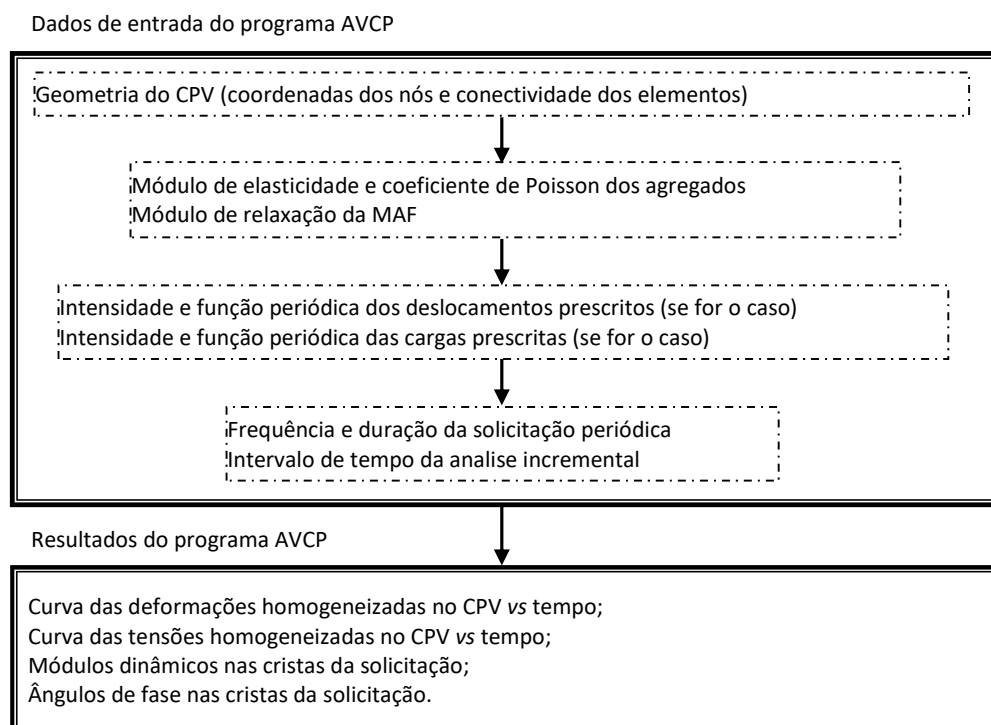 Dados de entrada do programa AVCP
Geometria do CPV (coordenadas dos nós e conectividade dos elementos)
Módulo de elasticidade e coeficiente de Poisson dos agregados
Módulo de relaxação da MAF
Intensidade e função periódica dos deslocamentos prescritos (se for o caso)
Intensidade e função periódica das cargas prescritas (se for o caso)
Frequência e duração da solicitação periódica
Intervalo de tempo da analise incremental
Resultados do programa AVCP
Curva das deformações homogeneizadas no CPV vs tempo;
Curva das tensões homogeneizadas no CPV vs tempo;
Módulos dinâmicos nas cristas da solicitação;
Ângulos de fase nas cristas da solicitação.